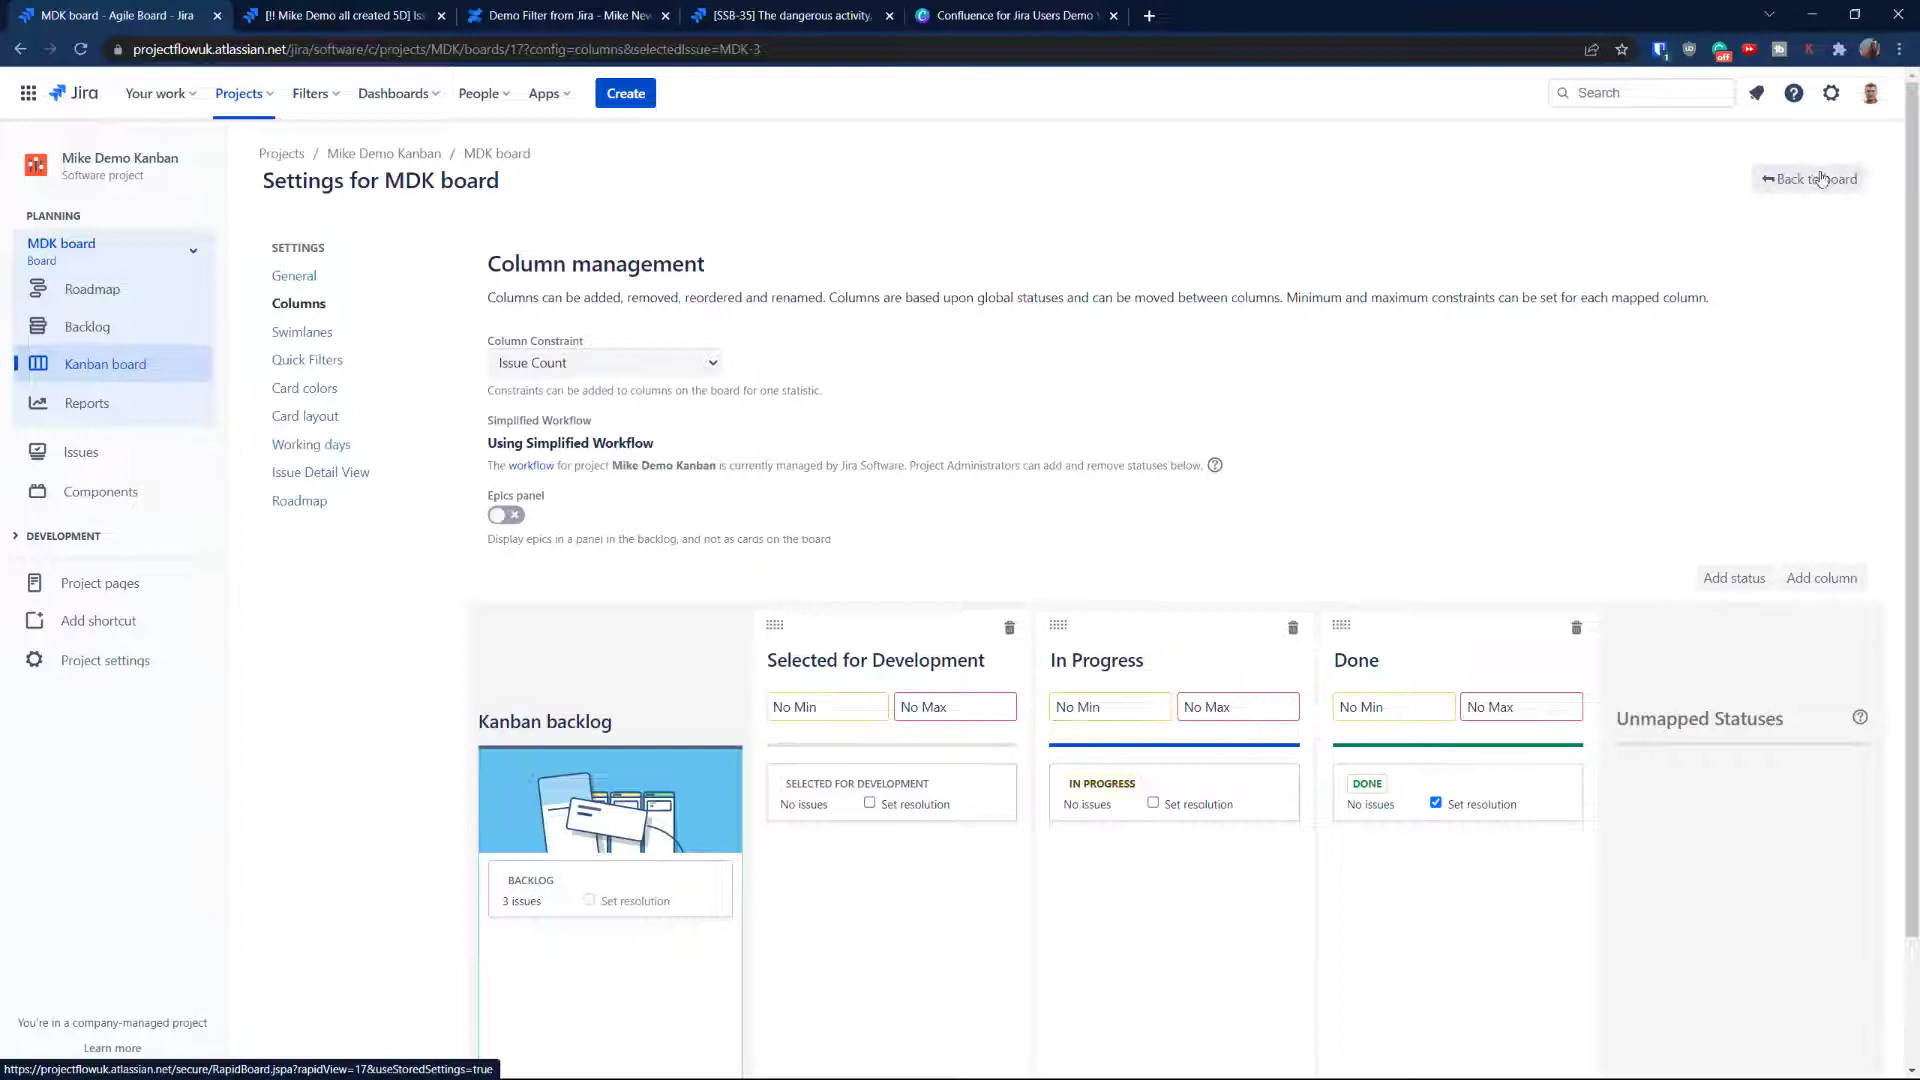 MDK board - Agile Board - Jira
[!! Mike Demo all created 5D] Iss
Demo Filter from Jira - Mike New
[SSB-35] The dangerous activity,
Confluence for Jira Users Demo
projectflowuk.atlassian.net/jira/software/c/projects/MDK/boards/17?config=columns&selectedIssue=MDK-3
off
Jira
Your work
Projects
Filters
Dashboards
People
Apps
Create
Search
Mike Demo Kanban
Software project
Projects / Mike Demo Kanban / MDK board
Settings for MDK board
Back to board
PLANNING
MDK board
Board
Roadmap
Backlog
Kanban board
Reports
Issues
Components
DEVELOPMENT
Project pages
Add shortcut
Project settings
You're in a company-managed project
Learn more
SETTINGS
General
Columns
Swimlanes
Quick Filters
Card colors
Card layout
Working days
Issue Detail View
Roadmap
Column management
Columns can be added, removed, reordered and renamed. Columns are based upon global statuses and can be moved between columns. Minimum and maximum constraints can be set for each mapped column.
Column Constraint
Issue Count
Constraints can be added to columns on the board for one statistic.
Simplified Workflow
Using Simplified Workflow
The workflow for project Mike Demo Kanban is currently managed by Jira Software. Project Administrators can add and remove statuses below.
Epics panel
Display epics in a panel in the backlog, and not as cards on the board
Add status
Add column
Kanban backlog
BACKLOG
3 issues
Set resolution
Selected for Development
No Min
No Max
SELECTED FOR DEVELOPMENT
No issues
Set resolution
In Progress
No Min
No Max
IN PROGRESS
No issues
Set resolution
Done
No Min
No Max
DONE
No issues
Set resolution
Unmapped Statuses
https://projectflowuk.atlassian.net/secure/RapidBoard.jspa?rapidView=17&useStoredSettings=true